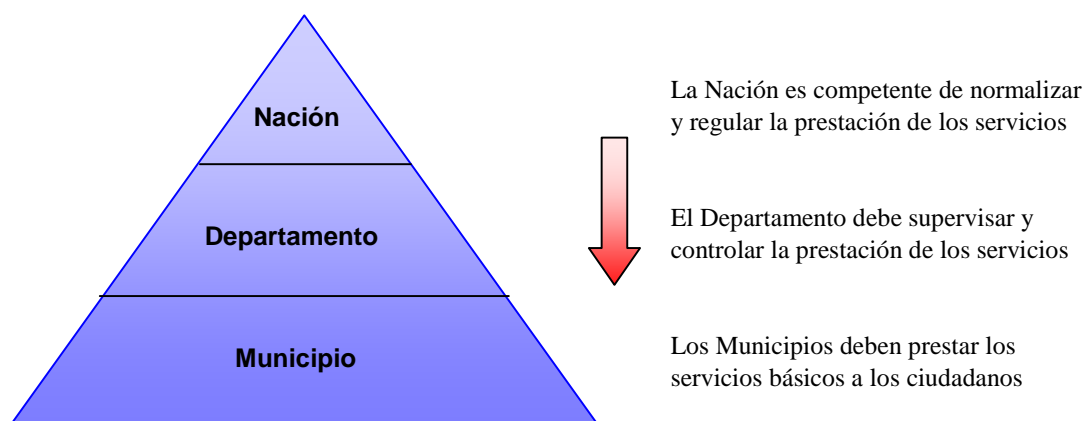 Nación
La Nación es competente de normalizar
y regular la prestación de los servicios
Departamento
El Departamento debe supervisar y
controlar la prestación de los servicios
Municipio
Los Municipios deben prestar los
servicios básicos a los ciudadanos